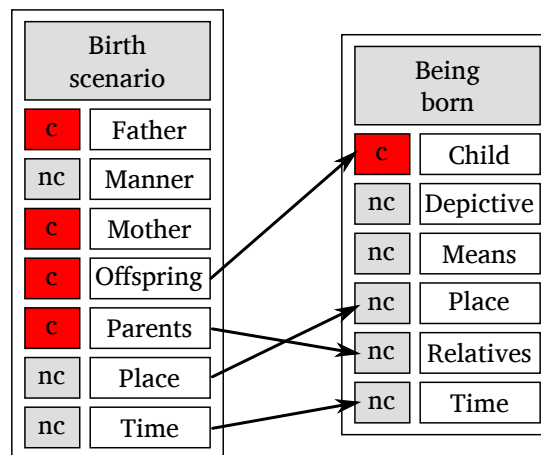 Birth
scenario
c Father
nc Manner
c Mother
c Offspring
c Parents
nc Place
nc Time
Being
born
c Child
nc Depictive
nc Means
nc Place
nc Relatives
nc Time